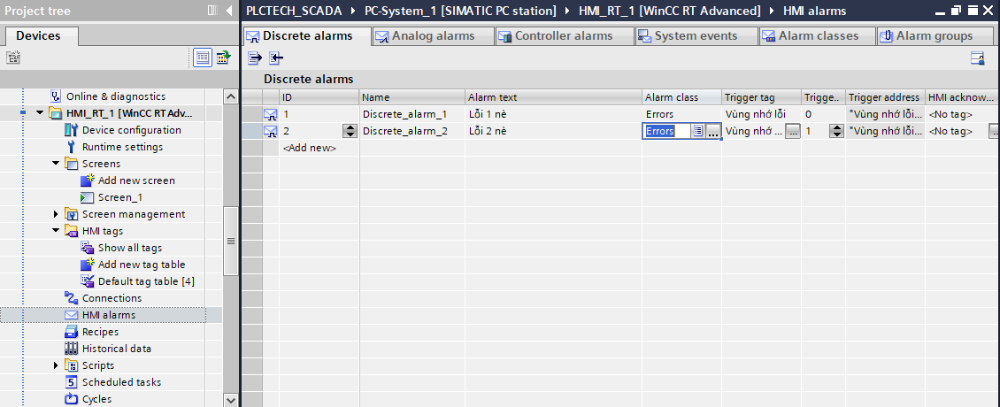 Project tree
PLCTECH_SCADA ▸ PC-System_1 [SIMATIC PC station] ▸ HMI_RT_1 [WinCC RT Advanced] ▸ HMI alarms
Devices
Discrete alarms
Analog alarms
Controller alarms
System events
Alarm classes
Alarm groups
Discrete alarms
ID Name Alarm text Alarm class Trigger tag Trigge.. Trigger address HMI acknow..
1 Discrete_alarm_1 Lỗi 1 nè Errors Vùng nhớ lỗi 0 "Vùng nhớ lỗi... <No tag>
2 Discrete_alarm_2 Lỗi 2 nè Errors ... Vùng nhớ ... ... 1 "Vùng nhớ lỗi... <No tag> ...
<Add new>
Online & diagnostics
HMI_RT_1 [WinCC RT Adv...
Device configuration
Runtime settings
Screens
Add new screen
Screen_1
Screen management
HMI tags
Show all tags
Add new tag table
Default tag table [4]
Connections
HMI alarms
Recipes
Historical data
Scripts
Scheduled tasks
Cycles